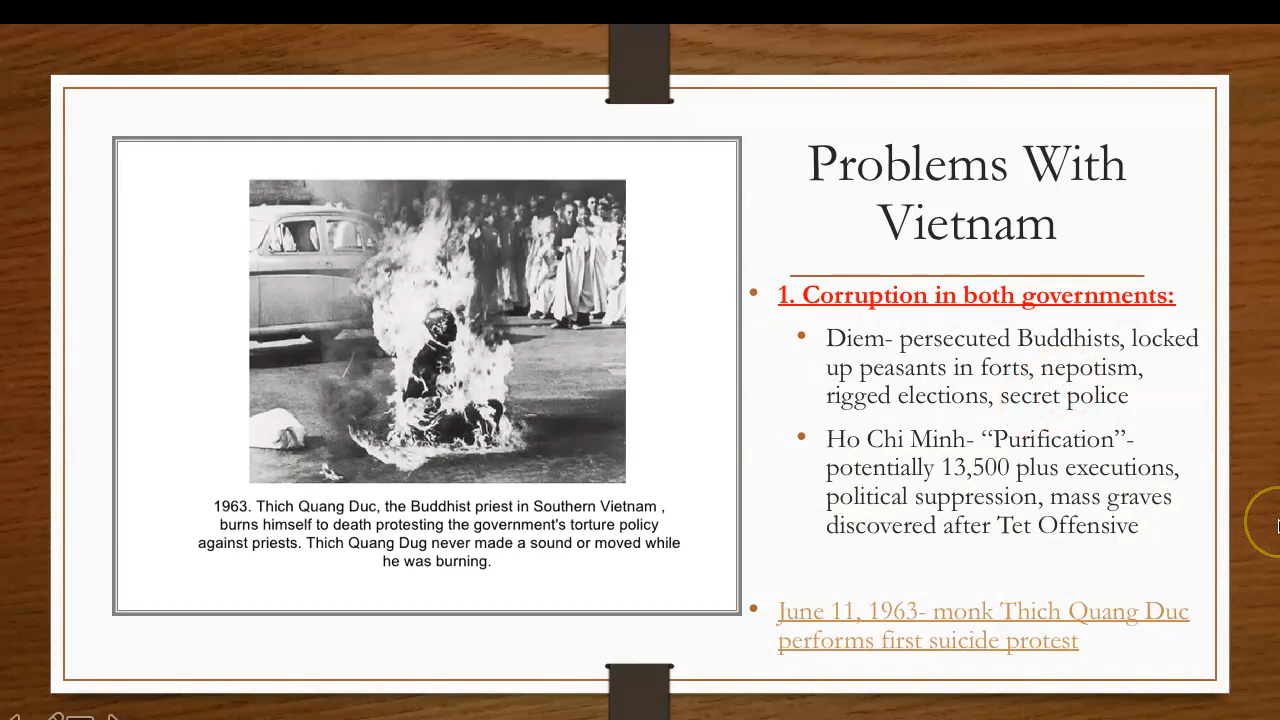 Problems With
Vietnam
1. Corruption in both governments:
Diem- persecuted Buddhists, locked
up peasants in forts, nepotism,
rigged elections, secret police
Ho Chi Minh- “Purification”-
potentially 13,500 plus executions,
political suppression, mass graves
discovered after Tet Offensive
June 11, 1963- monk Thich Quang Duc
performs first suicide protest
1963. Thich Quang Duc, the Buddhist priest in Southern Vietnam ,
burns himself to death protesting the government's torture policy
against priests. Thich Quang Dug never made a sound or moved while
he was burning.